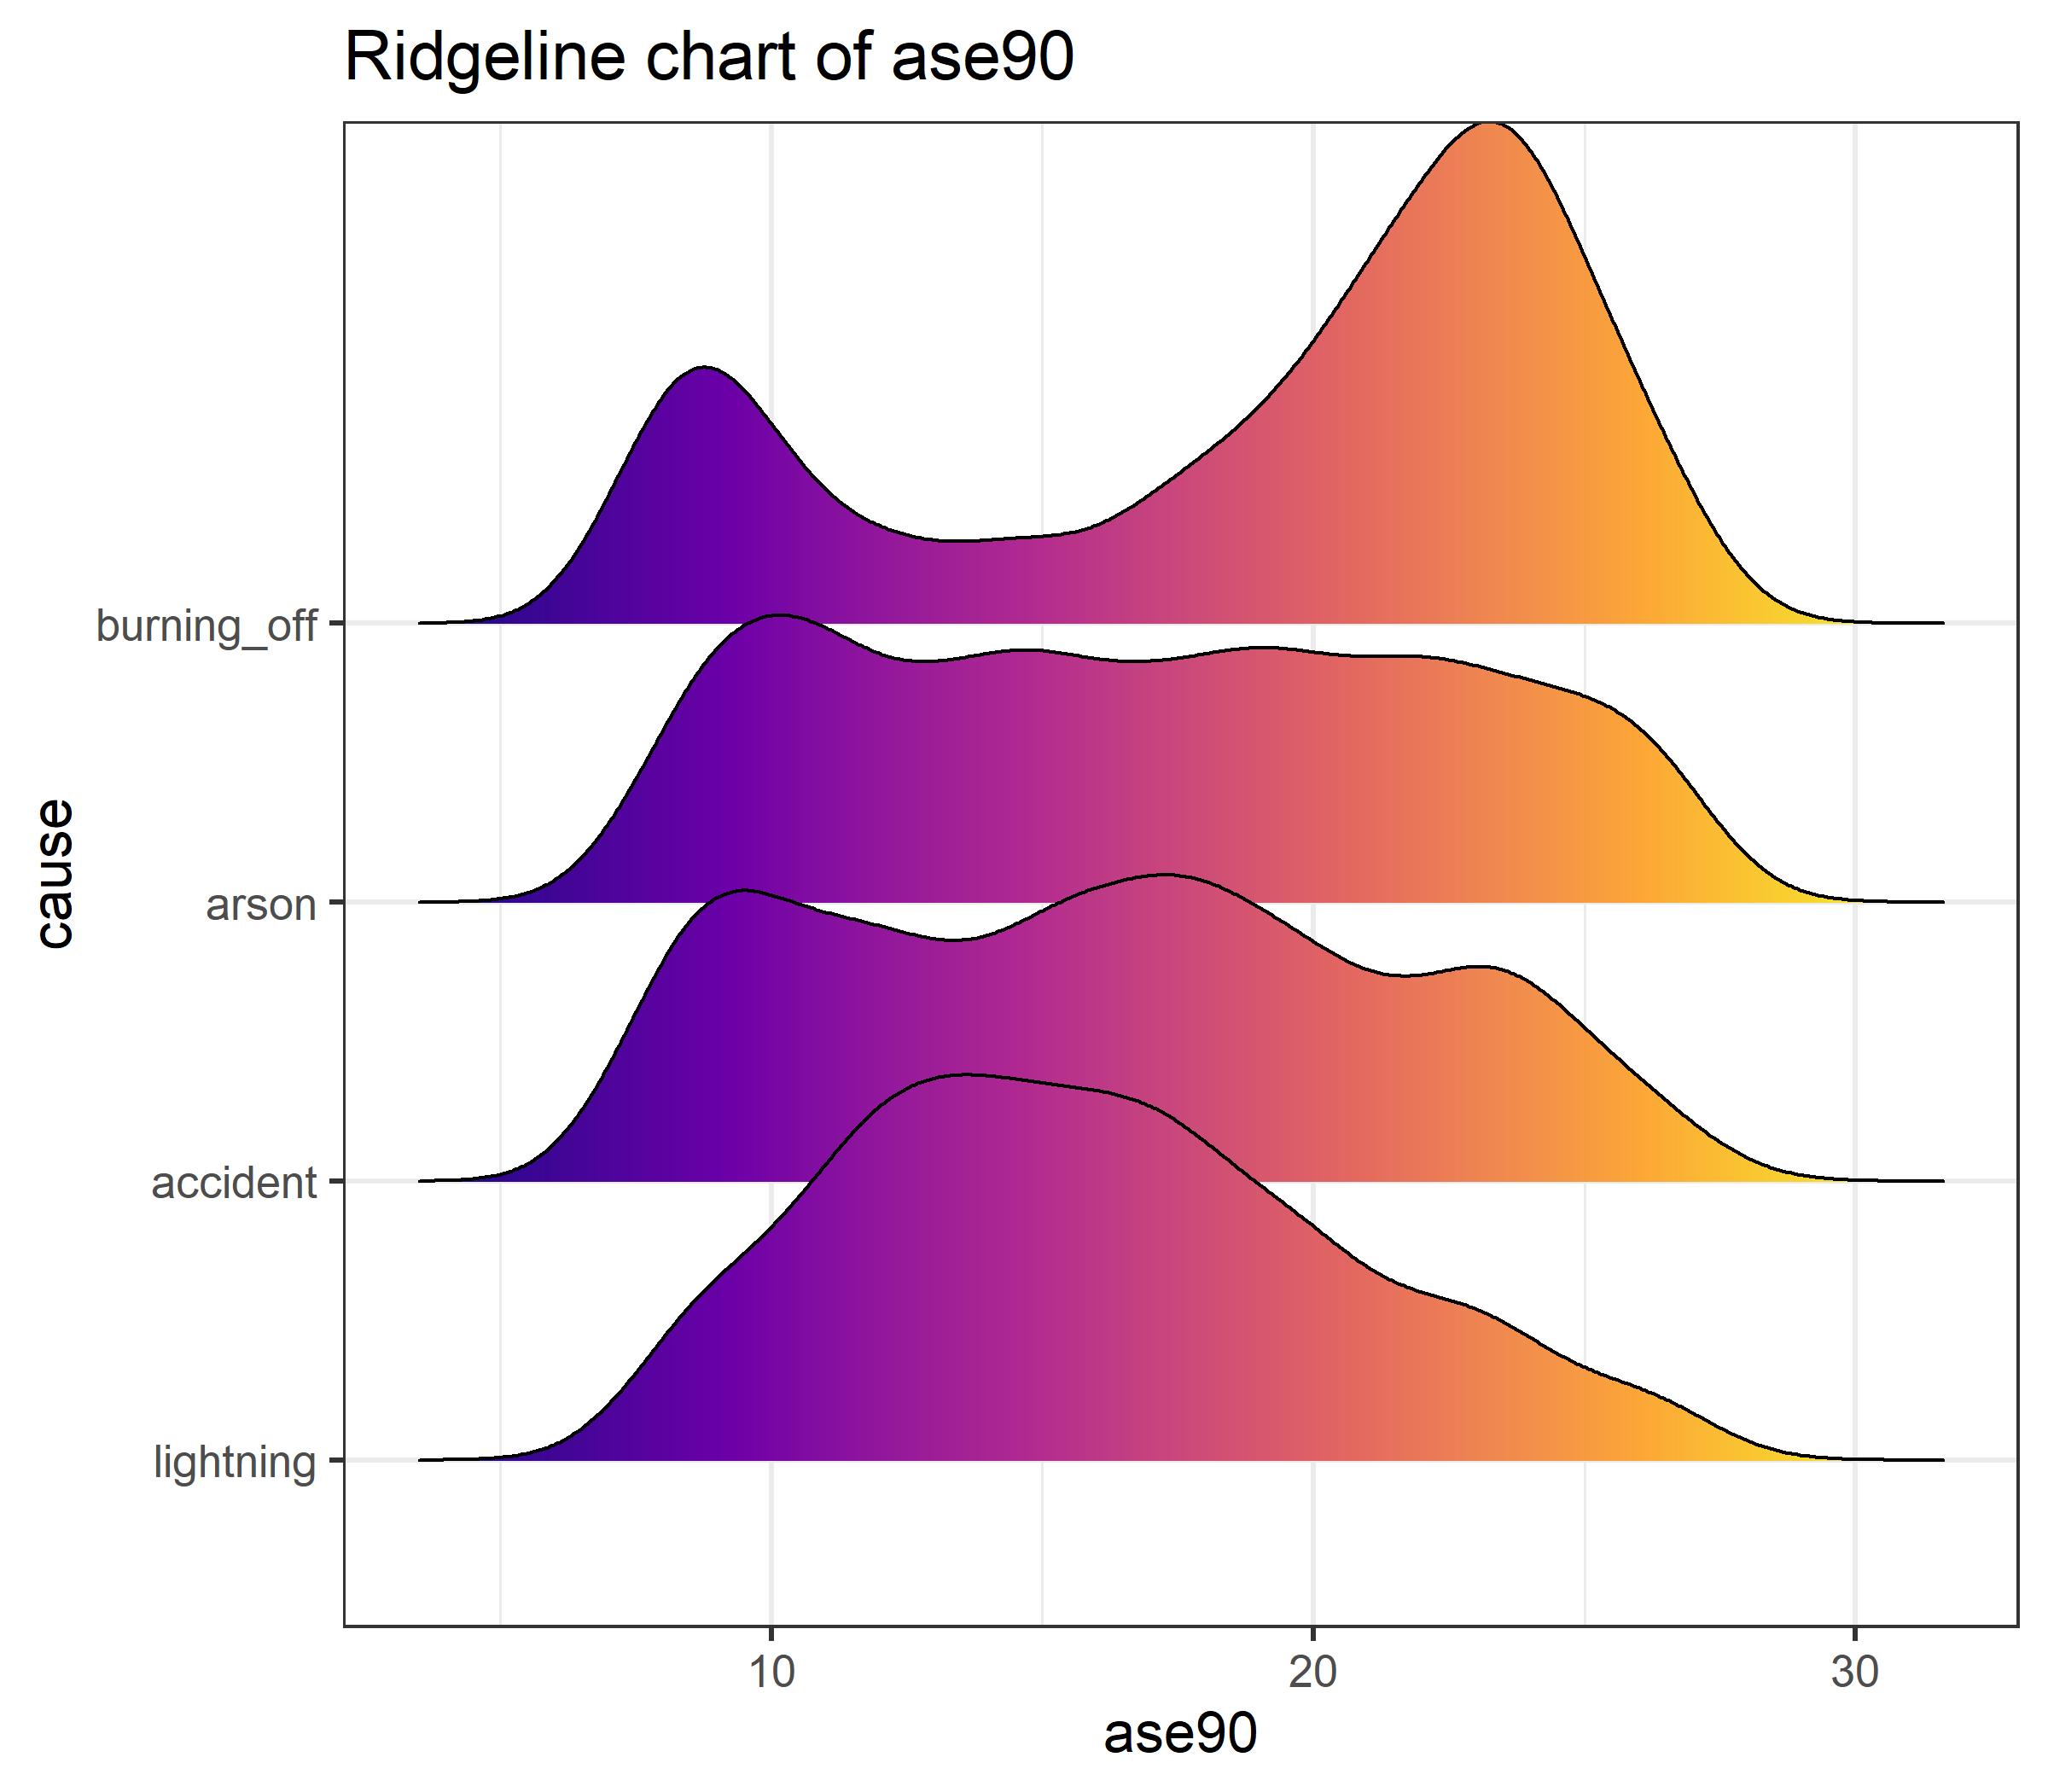 Ridgeline chart of ase90
burning_off
arson
accident
lightning
cause
10 20 30
ase90